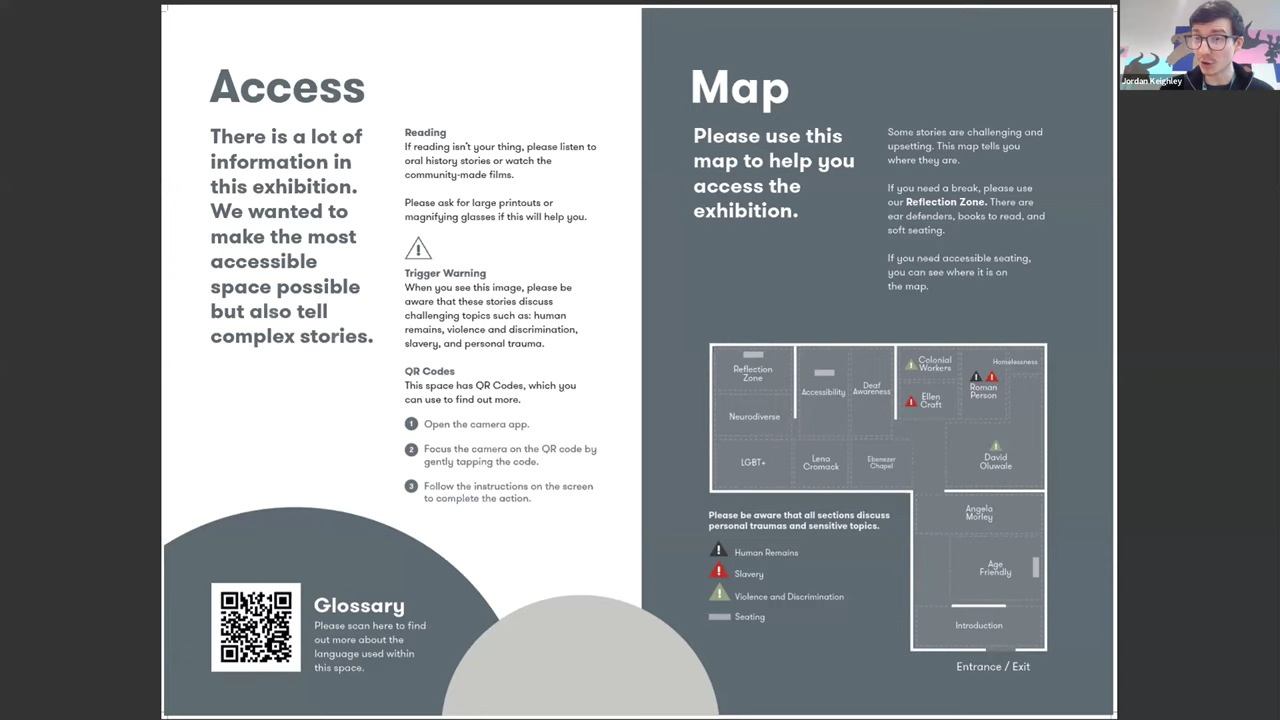 Access
There is a lot of
information in
this exhibition.
We wanted to
make the most
accessible
space possible
but also tell
complex stories.
Reading
If reading isn't your thing, please listen to
oral history stories or watch the
community-made films.
Please ask for large printouts or
magnifying glasses if this will help you.
Trigger Warning
When you see this image, please be
aware that these stories discuss
challenging topics such as: human
remains, violence and discrimination,
slavery, and personal trauma.
QR Codes
This space has QR Codes, which you
can use to find out more.
1 Open the camera app.
2 Focus the camera on the QR code by
gently tapping the code.
3 Follow the instructions on the screen
to complete the action.
Glossary
Please scan here to find
out more about the
language used within
this space.
Map
Please use this
map to help you
access the
exhibition.
Some stories are challenging and
upsetting. This map tells you
where they are.
If you need a break, please use
our Reflection Zone. There are
ear defenders, books to read, and
soft seating.
If you need accessible seating,
you can see where it is on
the map.
Reflection
Zone
Accessibility
Deaf
Awareness
Colonial
Workers
Ellen
Craft
Roman
Person
Homelessness
Neurodiverse
LGBT+
Lena
Cromack
Ebenezer
Chapel
David
Oluwale
Angela
Morley
Age
Friendly
Introduction
Entrance / Exit
Please be aware that all sections discuss
personal traumas and sensitive topics.
Human Remains
Slavery
Violence and Discrimination
Seating
Jordan Keighley